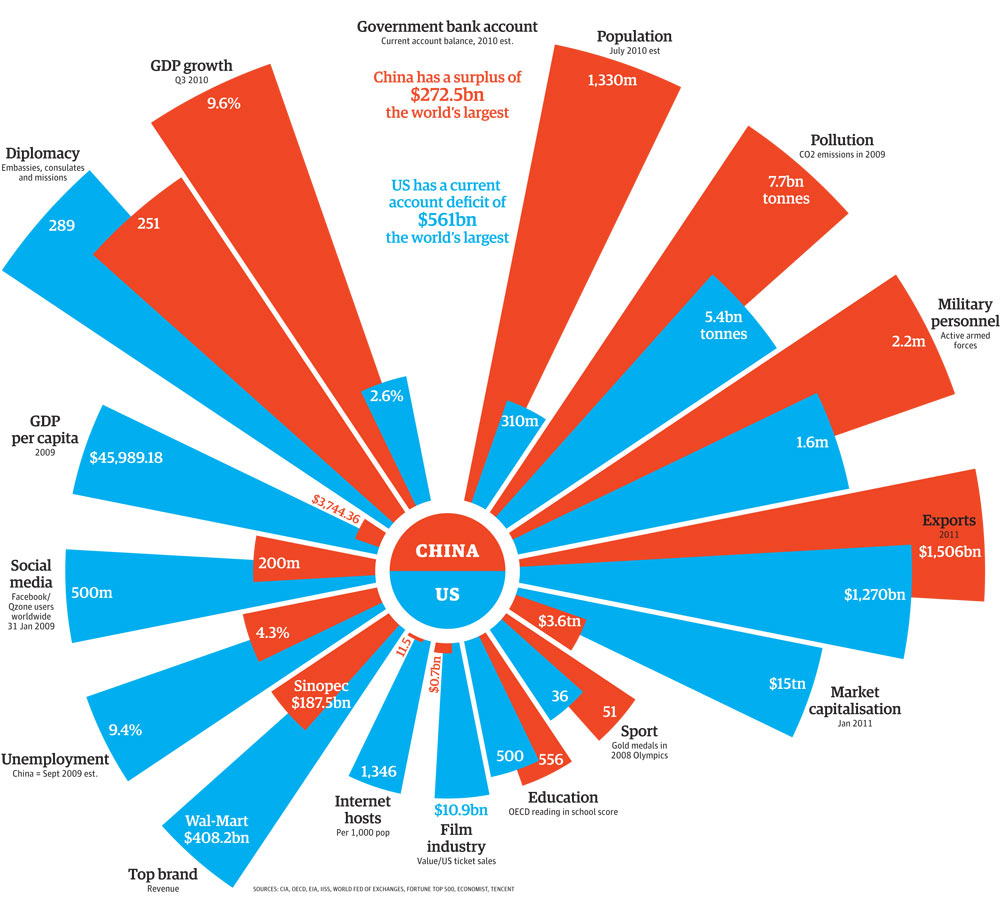 Government bank account
Current account balance, 2010 est.
China has a surplus of
$272.5bn
the world's largest
US has a current
account deficit of
$561bn
the world's largest
Population
July 2010 est
1,330m
310m
Pollution
CO2 emissions in 2009
7.7bn
tonnes
5.4bn
tonnes
Military
personnel
Active armed
forces
2.2m
1.6m
Exports
2011
$1,506bn
$1,270bn
$3.6tn
$15tn
Market
capitalisation
Jan 2011
36
51
Sport
Gold medals in
2008 Olympics
500
556
Education
OECD reading in school score
$0.7bn
$10.9bn
Film
industry
Value/US ticket sales
11.5
1,346
Internet
hosts
Per 1,000 pop
Sinopec
$187.5bn
Wal-Mart
$408.2bn
Top brand
Revenue
4.3%
9.4%
Unemployment
China = Sept 2009 est.
Social
media
Facebook/
Qzone users
worldwide
31 Jan 2009
200m
500m
GDP
per capita
2009
$45,989.18
$3,744.36
Diplomacy
Embassies, consulates
and missions
289
251
GDP growth
Q3 2010
9.6%
2.6%
CHINA
US
SOURCES: CIA, OECD, EIA, IISS, WORLD FED OF EXCHANGES, FORTUNE TOP 500, ECONOMIST, TENCENT